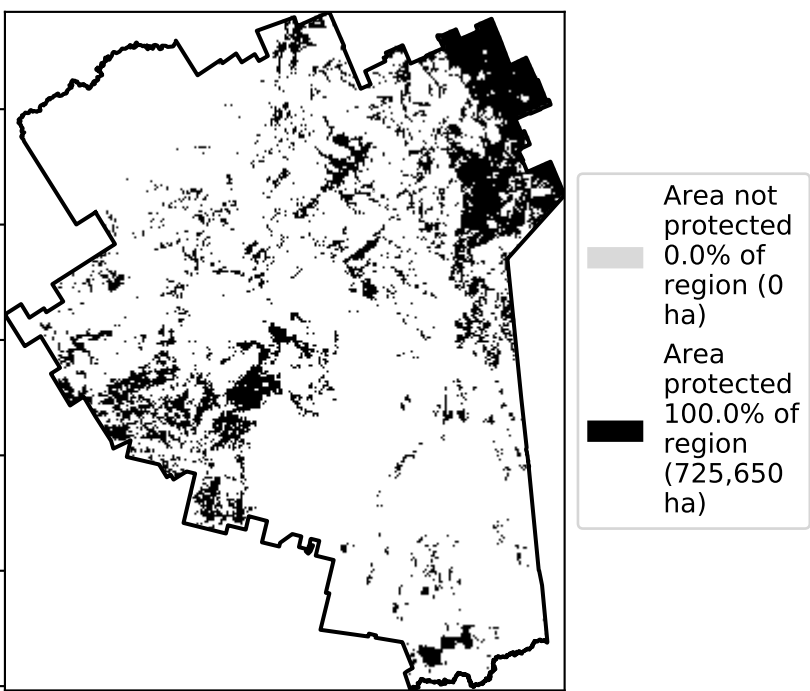 Area not
protected
0.0% of
region (0
ha)
Area
protected
100.0% of
region
(725,650
ha)